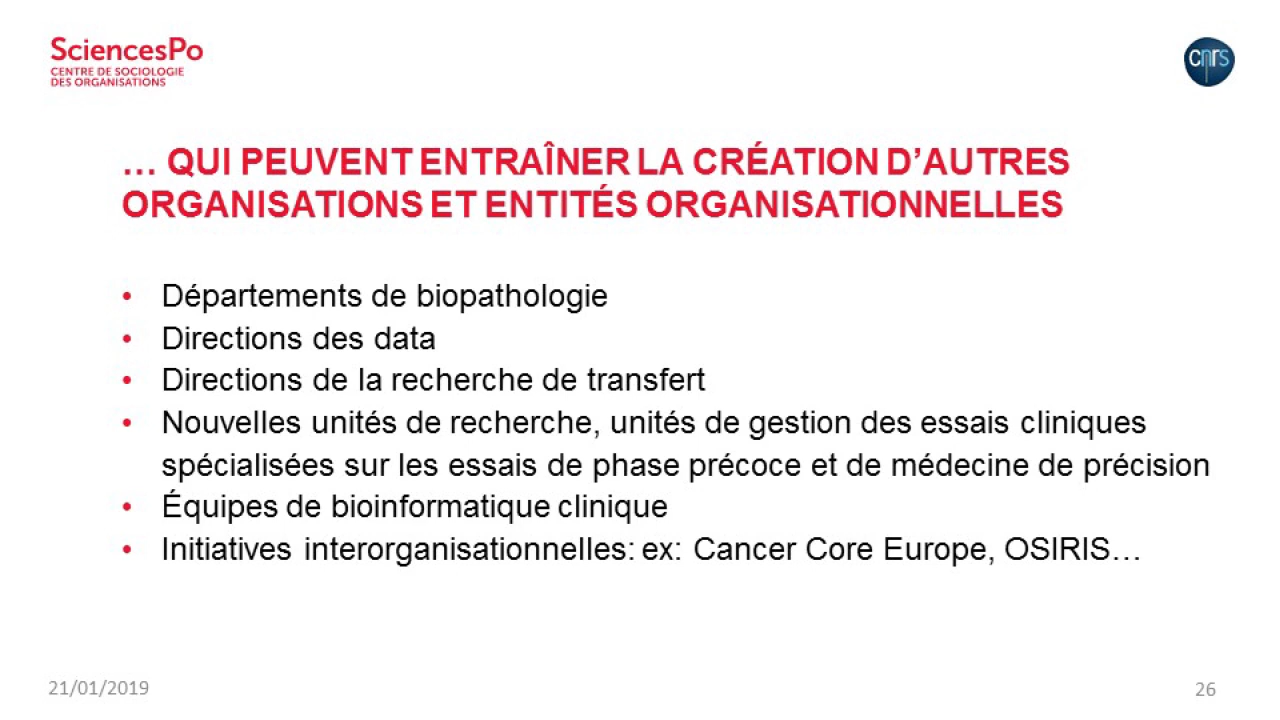 SciencesPo
CENTRE DE SOCIOLOGIE
DES ORGANISATIONS
cnrs
… QUI PEUVENT ENTRAÎNER LA CRÉATION D’AUTRES
ORGANISATIONS ET ENTITÉS ORGANISATIONNELLES
• Départements de biopathologie
• Directions des data
• Directions de la recherche de transfert
• Nouvelles unités de recherche, unités de gestion des essais cliniques
spécialisées sur les essais de phase précoce et de médecine de précision
• Équipes de bioinformatique clinique
• Initiatives interorganisationnelles: ex: Cancer Core Europe, OSIRIS…
21/01/2019
26